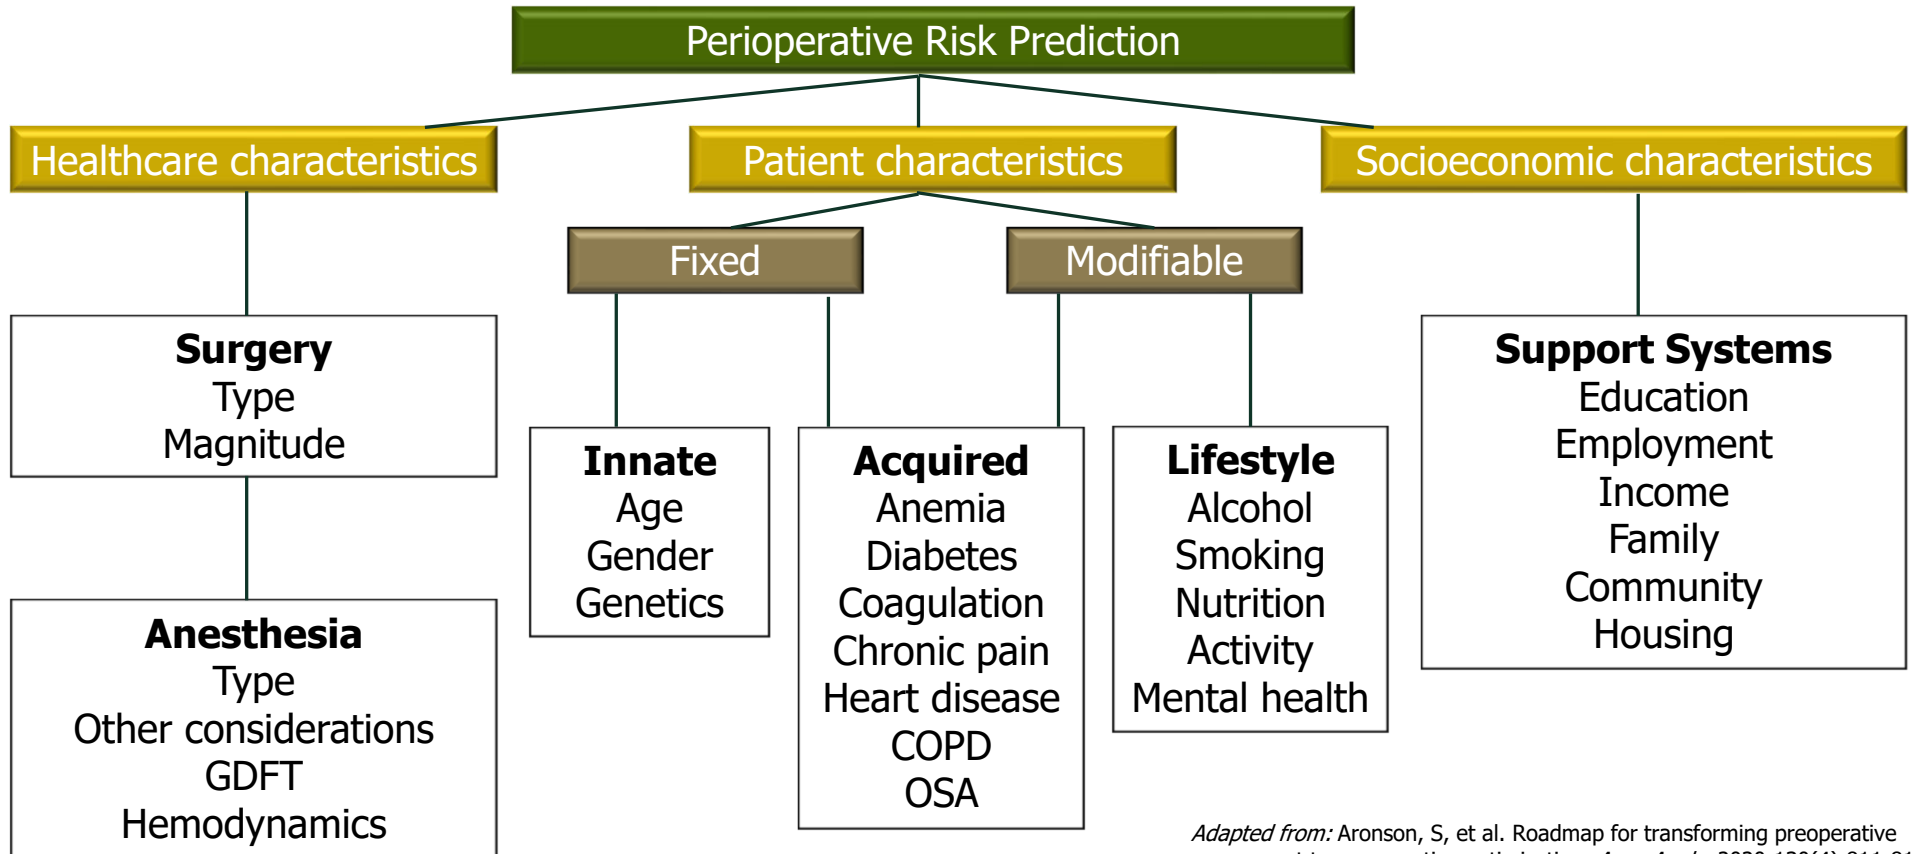 Perioperative Risk Prediction
Healthcare characteristics
Patient characteristics
Socioeconomic characteristics
Fixed
Modifiable
Surgery
Type
Magnitude
Anesthesia
Type
Other considerations
GDFT
Hemodynamics
Innate
Age
Gender
Genetics
Acquired
Anemia
Diabetes
Coagulation
Chronic pain
Heart disease
COPD
OSA
Lifestyle
Alcohol
Smoking
Nutrition
Activity
Mental health
Support Systems
Education
Employment
Income
Family
Community
Housing
Adapted from: Aronson, S, et al. Roadmap for transforming preoperative